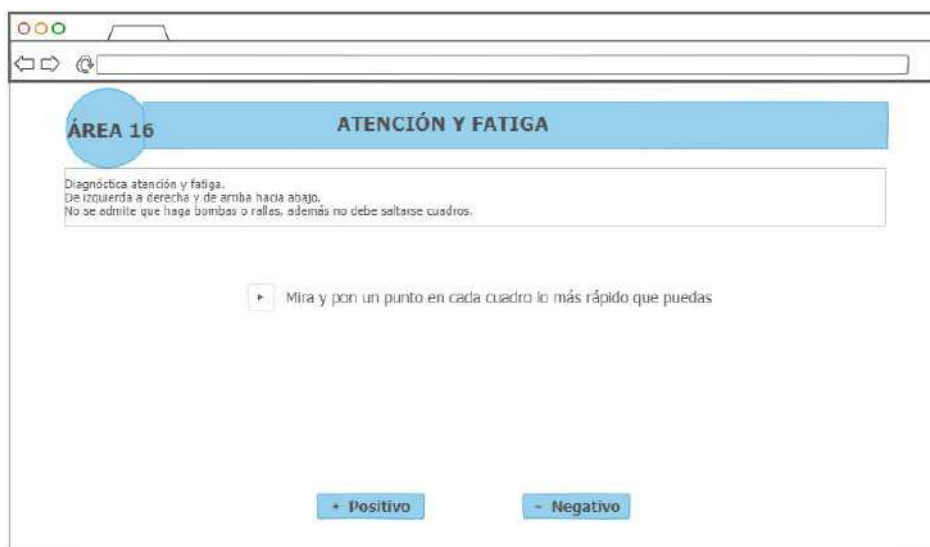 ÁREA 16
ATENCIÓN Y FATIGA
Diagnóstica atención y fatiga.
De izquierda a derecha y de arriba hacia abajo.
No se admite que haga bombas o rallas, además no debe saltarse cuadros.
Mira y pon un punto en cada cuadro lo más rápido que puedas
+ Positivo
- Negativo